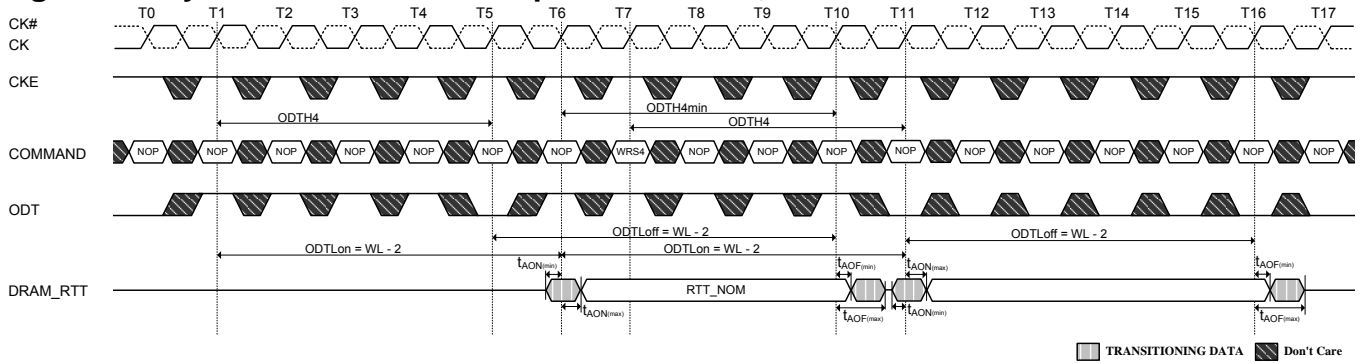 T0 T1 T2 T3 T4 T5 T6 T7 T8 T9 T10 T11 T12 T13 T14 T15 T16 T17
CK#
CK
CKE
ODTH4 ODTH4min
ODTH4
COMMAND NOP NOP NOP NOP NOP NOP NOP WRS4 NOP NOP NOP NOP NOP NOP NOP NOP NOP NOP
ODT
ODTLoff = WL - 2 ODTLoff = WL - 2
ODTLon = WL - 2 ODTLon = WL - 2
tAON(min) tAOF(min) tAON(max) tAOF(min)
DRAM_RTT RTT_NOM
tAON(max) tAOF(max) tAON(min) tAOF(max)
TRANSITIONING DATA Don't Care